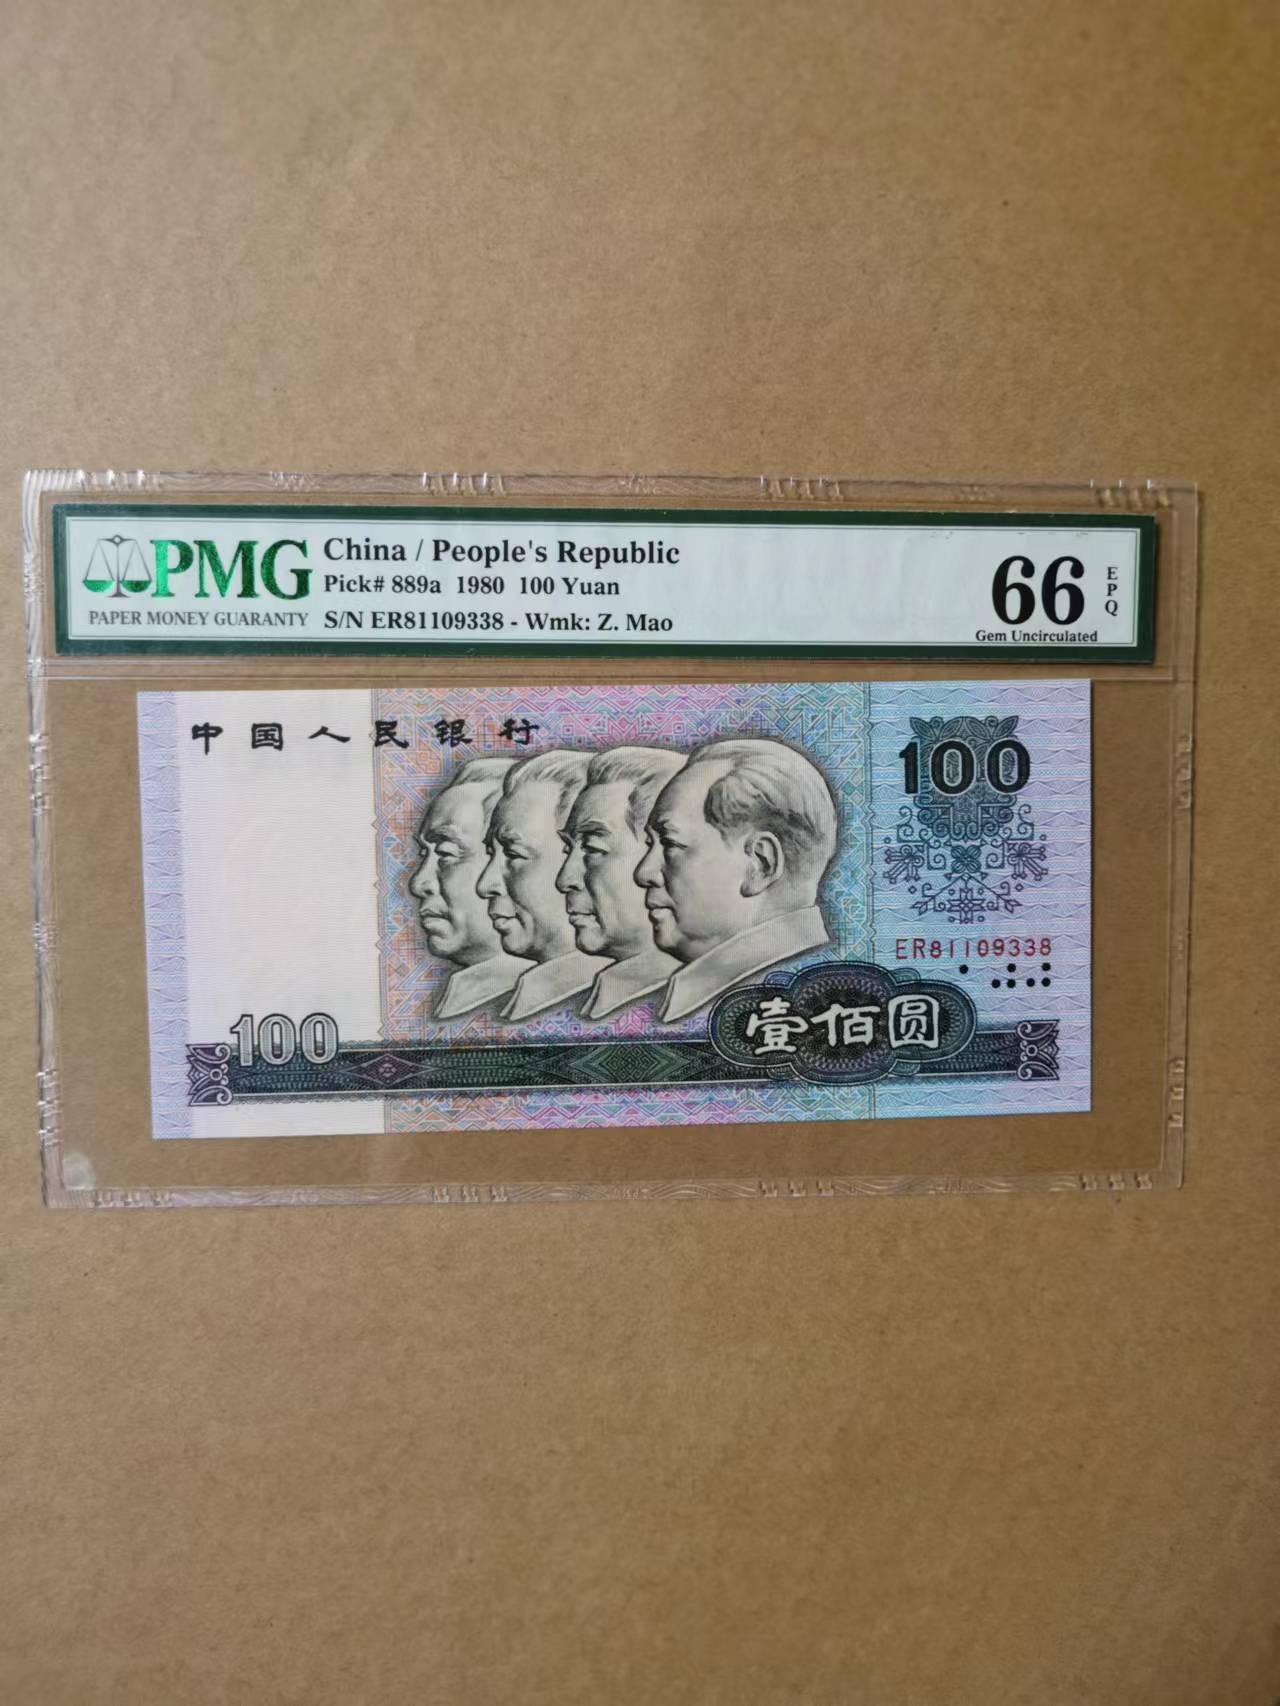 PMG
PAPER MONEY GUARANTY
China / People's Republic
Pick# 889a 1980 100 Yuan
S/N ER81109338 - Wmk: Z. Mao
66
EPQ
Gem Uncirculated
中国人民银行
100
ER81109338
100
壹佰圆